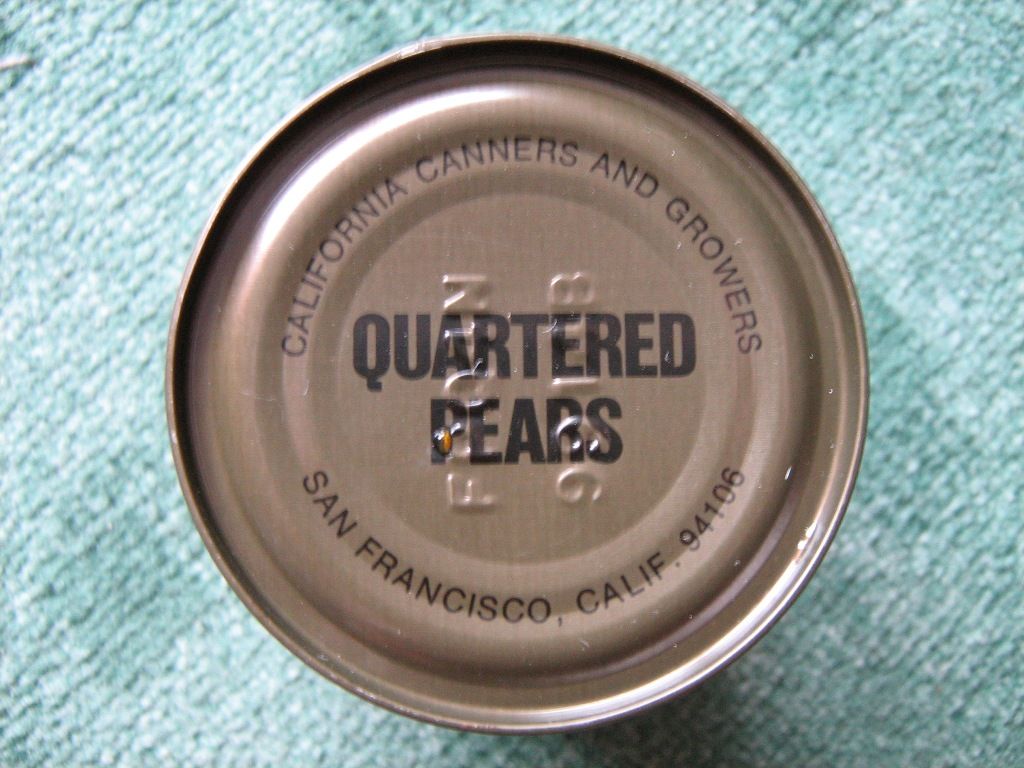 CALIFORNIA CANNERS AND GROWERS
QUARTERED
PEARS
SAN FRANCISCO, CALIF. 94106